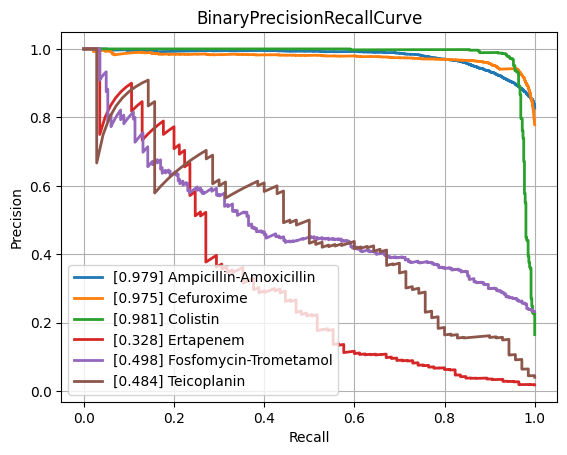 BinaryPrecisionRecallCurve
Precision
1.0
0.8
0.6
0.4
0.2
0.0
[0.979] Ampicillin-Amoxicillin
[0.975] Cefuroxime
[0.981] Colistin
[0.328] Ertapenem
[0.498] Fosfomycin-Trometamol
[0.484] Teicoplanin
0.0 0.2 0.4 0.6 0.8 1.0
Recall